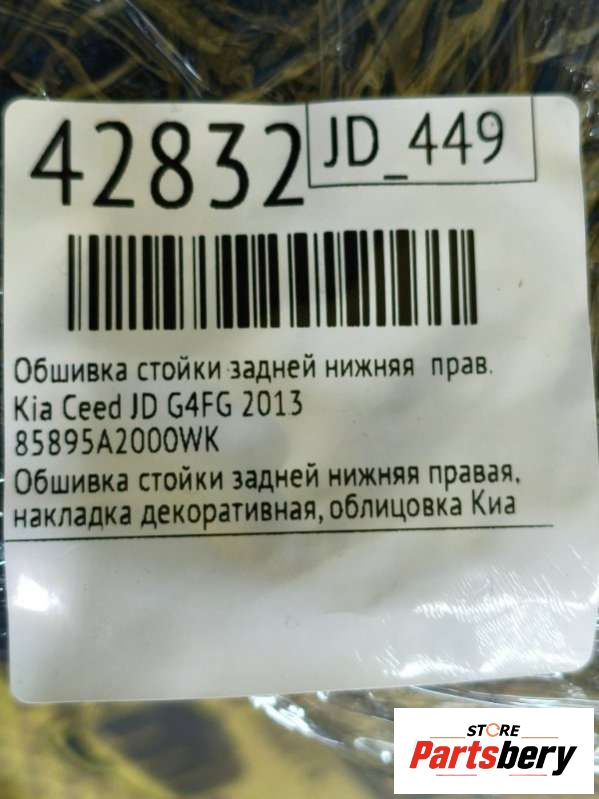 42832
JD_449
Обшивка стойки задней нижняя прав.
Kia Ceed JD G4FG 2013
85895A2000WK
Обшивка стойки задней нижняя правая,
накладка декоративная, облицовка Киа
STORE
Partsbery